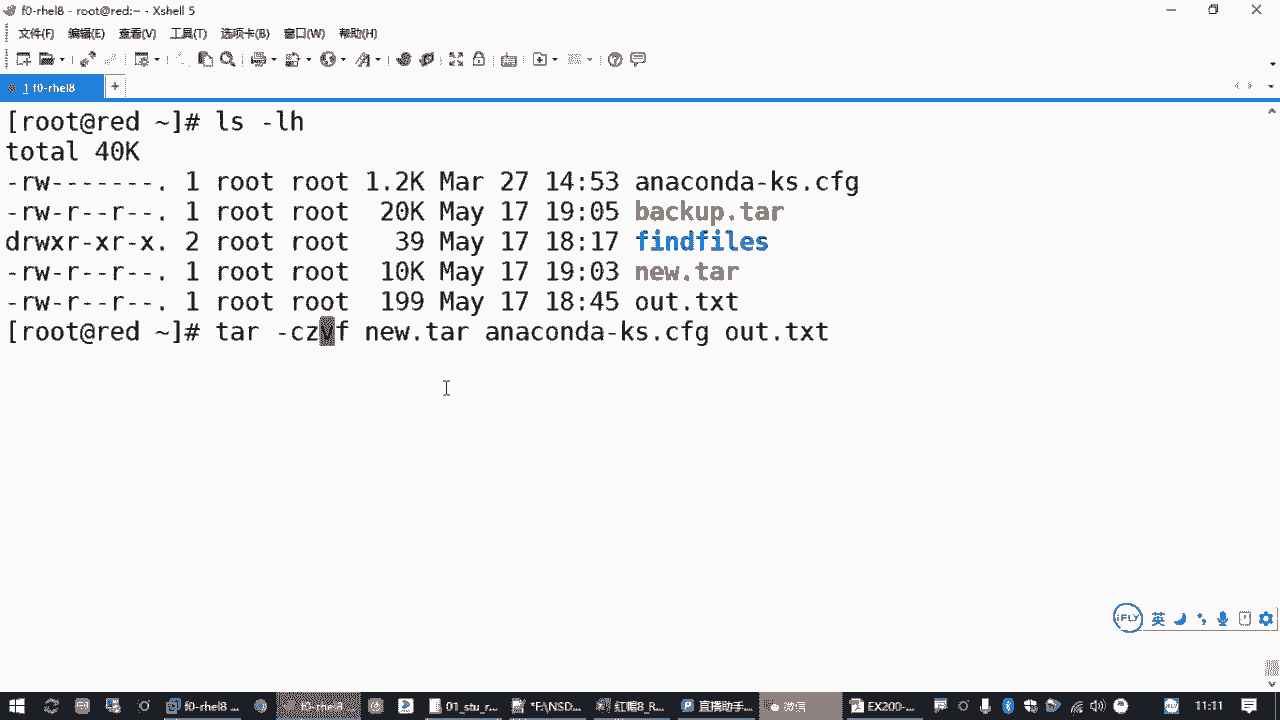 f0-rhel8 - root@red:~ - Xshell 5
文件(F) 编辑(E) 查看(V) 工具(T) 选项卡(B) 窗口(W) 帮助(H)
1 f0-rhel8
[root@red ~]# ls -lh
total 40K
-rw-------. 1 root root 1.2K Mar 27 14:53 anaconda-ks.cfg
-rw-r--r--. 1 root root  20K May 17 19:05 backup.tar
drwxr-xr-x. 2 root root   39 May 17 18:17 findfiles
-rw-r--r--. 1 root root  10K May 17 19:03 new.tar
-rw-r--r--. 1 root root  199 May 17 18:45 out.txt
[root@red ~]# tar -czvf new.tar anaconda-ks.cfg out.txt
iFLY 英
f0-rhel8 ... f0-rhel8 01_stu_r... *F:\NSD... 红帽8_R... 直播动手... 微信 EX200-... 11:11